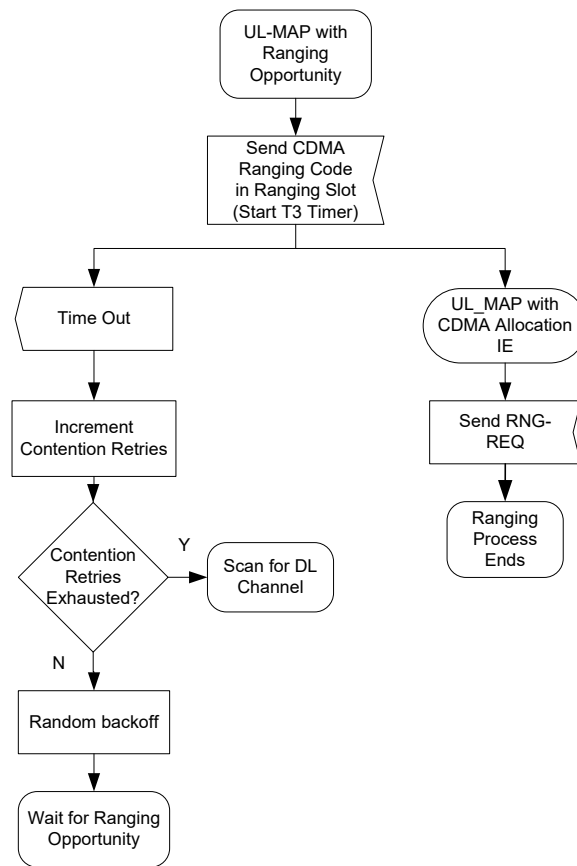 UL-MAP with
Ranging
Opportunity
Send CDMA
Ranging Code
in Ranging Slot
(Start T3 Timer)
Time Out
UL_MAP with
CDMA Allocation
IE
Increment
Contention Retries
Send RNG-
REQ
Contention
Retries
Exhausted?
Y
Scan for DL
Channel
Ranging
Process
Ends
N
Random backoff
Wait for Ranging
Opportunity